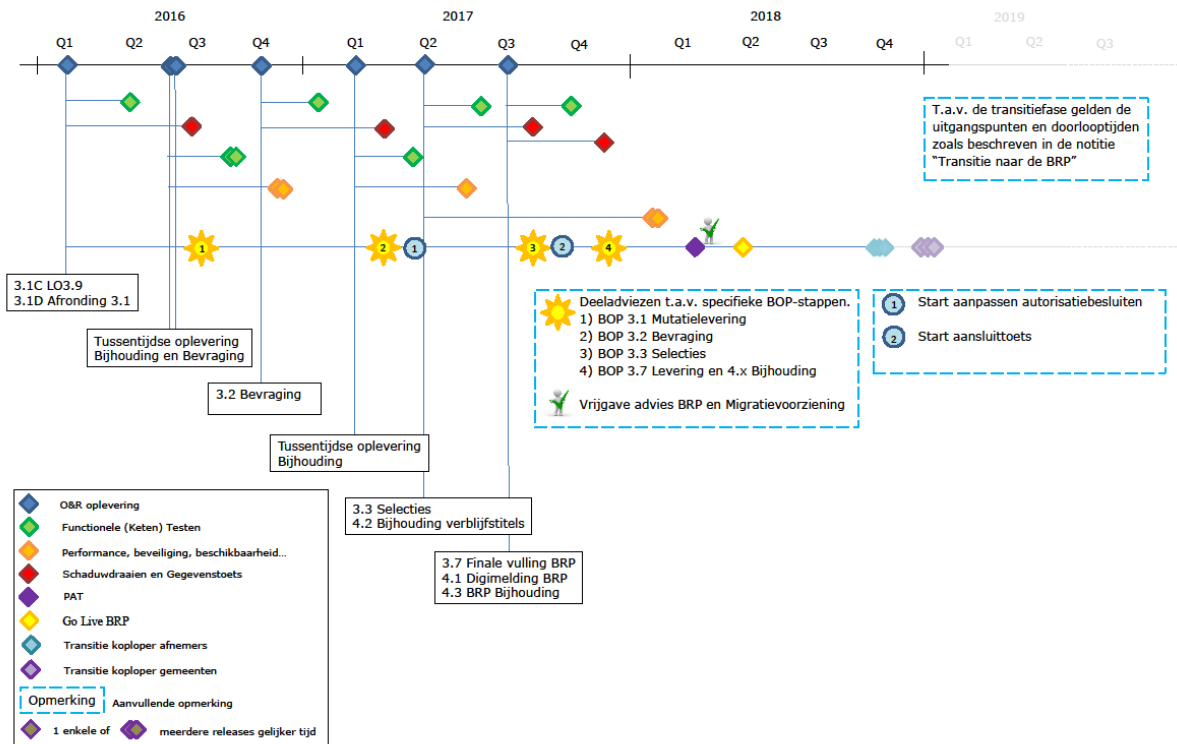 2016
2017
2018
2019
Q1
Q2
Q3
Q4
Q1
Q2
Q3
Q4
Q1
Q2
Q3
Q4
Q1
Q2
Q3
T.a.v. de transitiefase gelden de
uitgangspunten en doorlooptijden
zoals beschreven in de notitie
“Transitie naar de BRP”
1
2
1
3
2
4
3.1C LO3.9
3.1D Afronding 3.1
Tussentijdse oplevering
Bijhouding en Bevraging
3.2 Bevraging
Tussentijdse oplevering
Bijhouding
3.3 Selecties
4.2 Bijhouding verblijfstitels
3.7 Finale vulling BRP
4.1 Digimelding BRP
4.3 BRP Bijhouding
Deeladviezen t.a.v. specifieke BOP-stappen.
1) BOP 3.1 Mutatielevering
2) BOP 3.2 Bevraging
3) BOP 3.3 Selecties
4) BOP 3.7 Levering en 4.x Bijhouding
Vrijgave advies BRP en Migratievoorziening
1 Start aanpassen autorisatiebesluiten
2 Start aansluittoets
O&R oplevering
Functionele (Keten) Testen
Performance, beveiliging, beschikbaarheid...
Schaduwdraaien en Gegevenstoets
PAT
Go Live BRP
Transitie koploper afnemers
Transitie koploper gemeenten
Opmerking Aanvullende opmerking
1 enkele of meerdere releases gelijker tijd